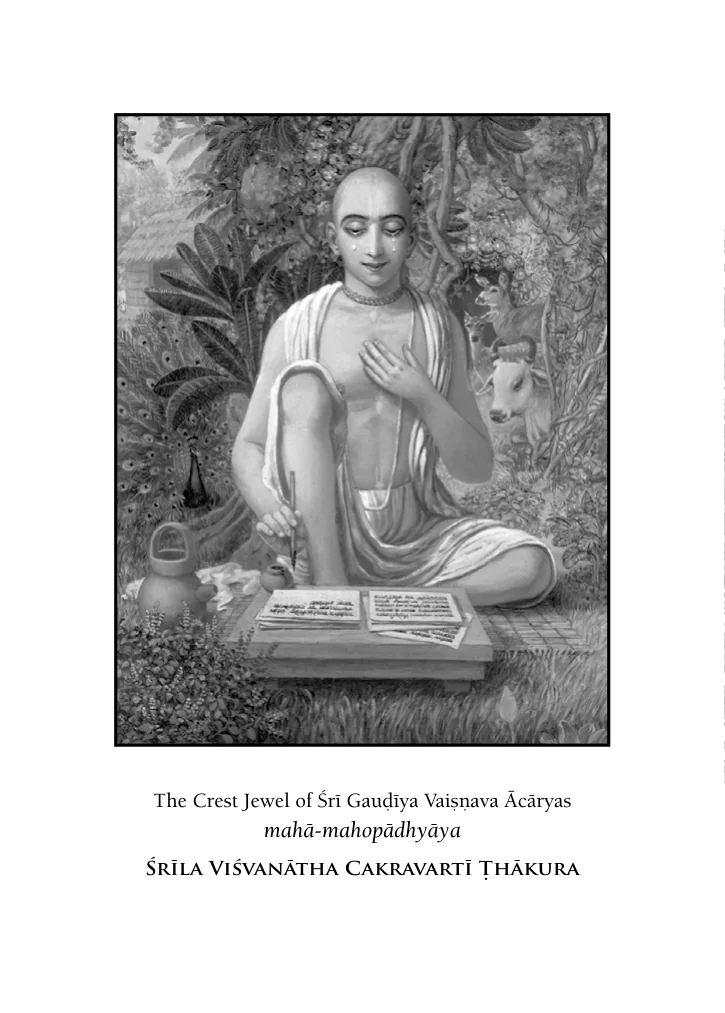 The Crest Jewel of Śrī Gauḍīya Vaiṣṇava Ācāryas
mahā-mahopādhyāya
Śrīla Viśvanātha Cakravartī Ṭhākura